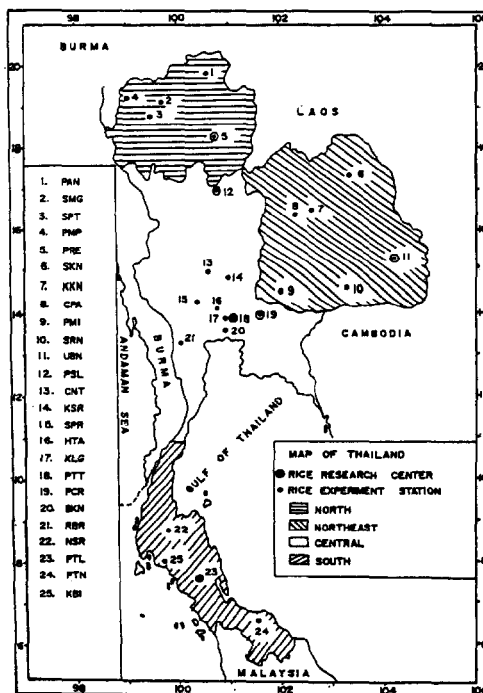 98 100 102 104 106
BURMA
20
LAOS
18
16
14
12
10
8
6
1
2
3
4
5
6
7
8
9
10
11
12
13
14
15
16
17
18
19
20
21
22
23
24
25
1. PAN
2. SMG
3. SPT
4. PMP
5. PRE
6. SKN
7. KKN
8. CPA
9. PMI
10. SRN
11. UBN
12. PSL
13. CNT
14. KSR
15. SPR
16. HTA
17. KLG
18. PTT
19. PCR
20. BKN
21. RBR
22. NSR
23. PTL
24. PTN
25. KBI
ANDAMAN SEA
BURMA
CAMBODIA
GULF OF THAILAND
MAP OF THAILAND
RICE RESEARCH CENTER
RICE EXPERIMENT STATION
NORTH
NORTHEAST
CENTRAL
SOUTH
MALAYSIA
98 100 102 104